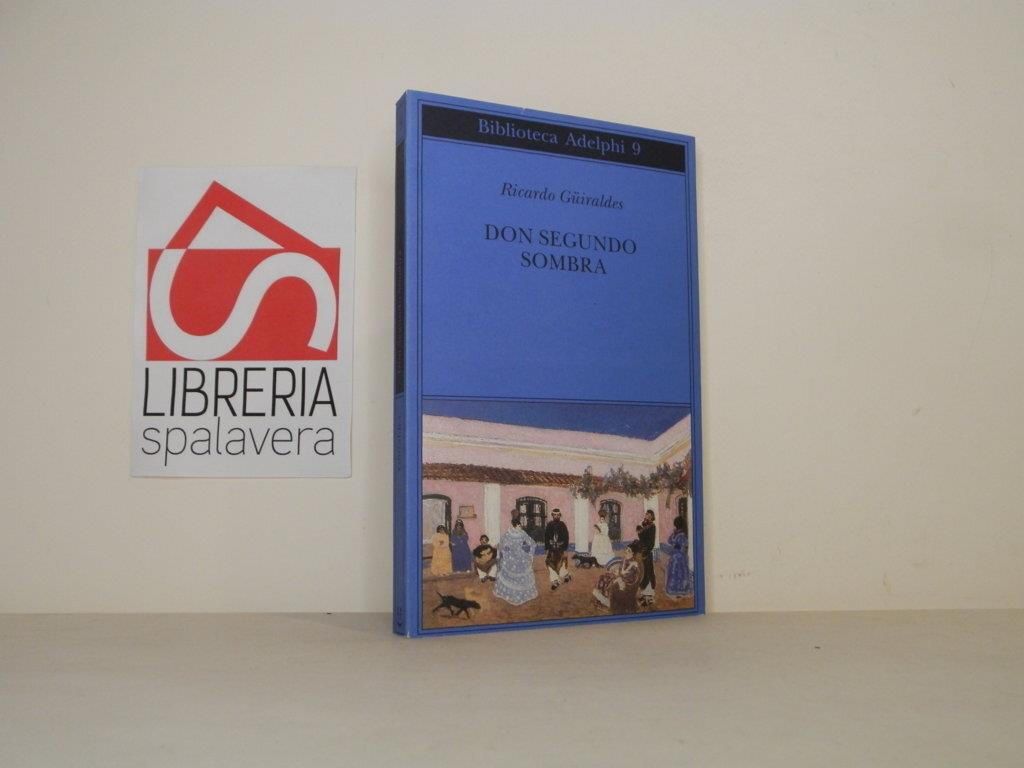 LIBRERIA
spalavera
Biblioteca Adelphi 9
Ricardo Güiraldes
DON SEGUNDO
SOMBRA